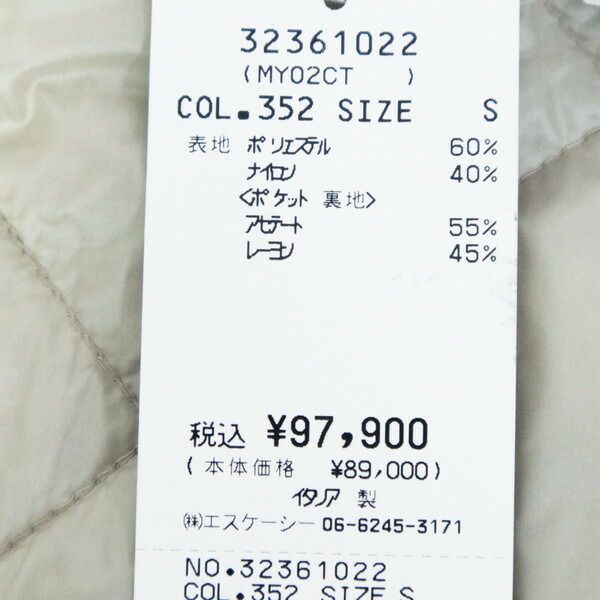 32361022
(MY02CT )
COL.352 SIZE S
表地 ポリエステル 60%
ナイロン 40%
<ポケット 裏地>
アセテート 55%
レーヨン 45%
税込 ¥97,900
(本体価格 ¥89,000)
イタリア 製
㈱エスケーシー 06-6245-3171
NO.32361022
COL.352 SIZE S